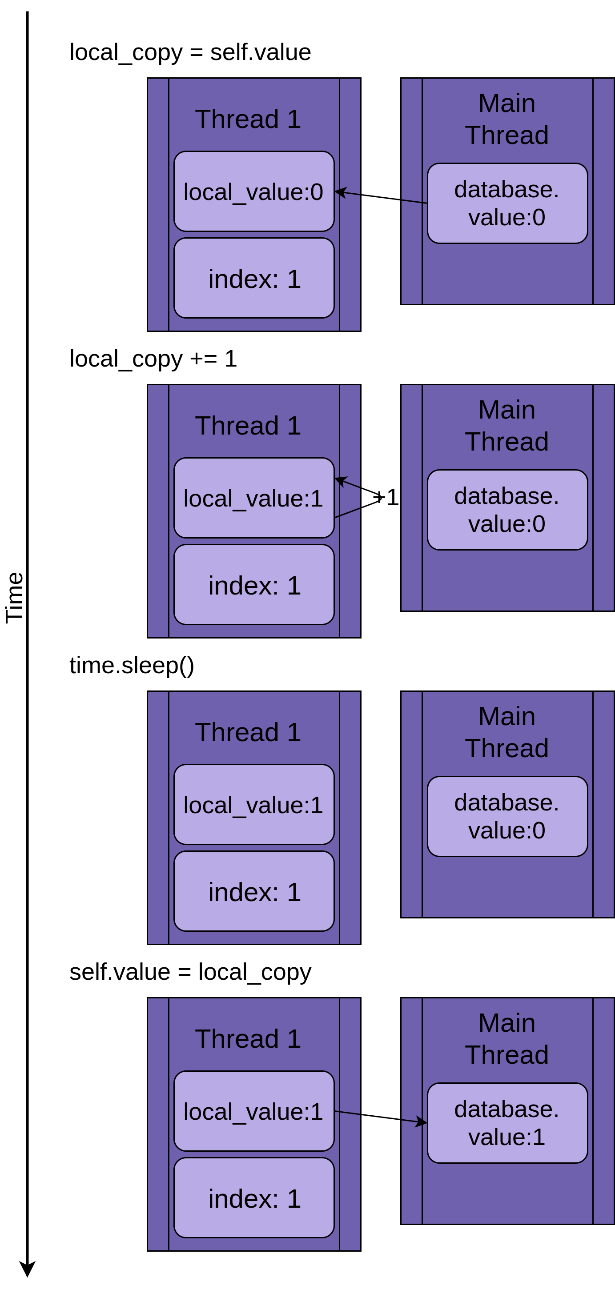 local_copy = self.value
Thread 1
local_value:0
index: 1
Main
Thread
database.
value:0
local_copy += 1
Thread 1
local_value:1
index: 1
+1
Main
Thread
database.
value:0
Time
time.sleep()
Thread 1
local_value:1
index: 1
Main
Thread
database.
value:0
self.value = local_copy
Thread 1
local_value:1
index: 1
Main
Thread
database.
value:1